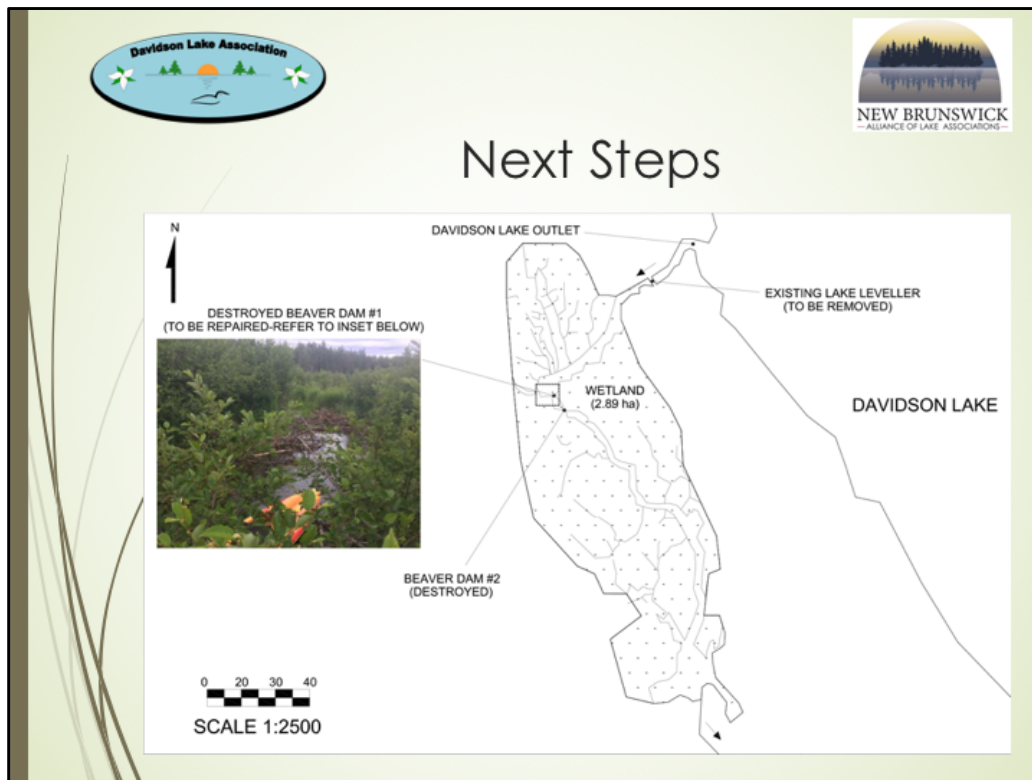 Davidson Lake Association
NEW BRUNSWICK
ALLIANCE OF LAKE ASSOCIATIONS
Next Steps
N
DAVIDSON LAKE OUTLET
EXISTING LAKE LEVELLER
(TO BE REMOVED)
DESTROYED BEAVER DAM #1
(TO BE REPAIRED-REFER TO INSET BELOW)
WETLAND
(2.89 ha)
DAVIDSON LAKE
BEAVER DAM #2
(DESTROYED)
0 20 30 40
SCALE 1:2500